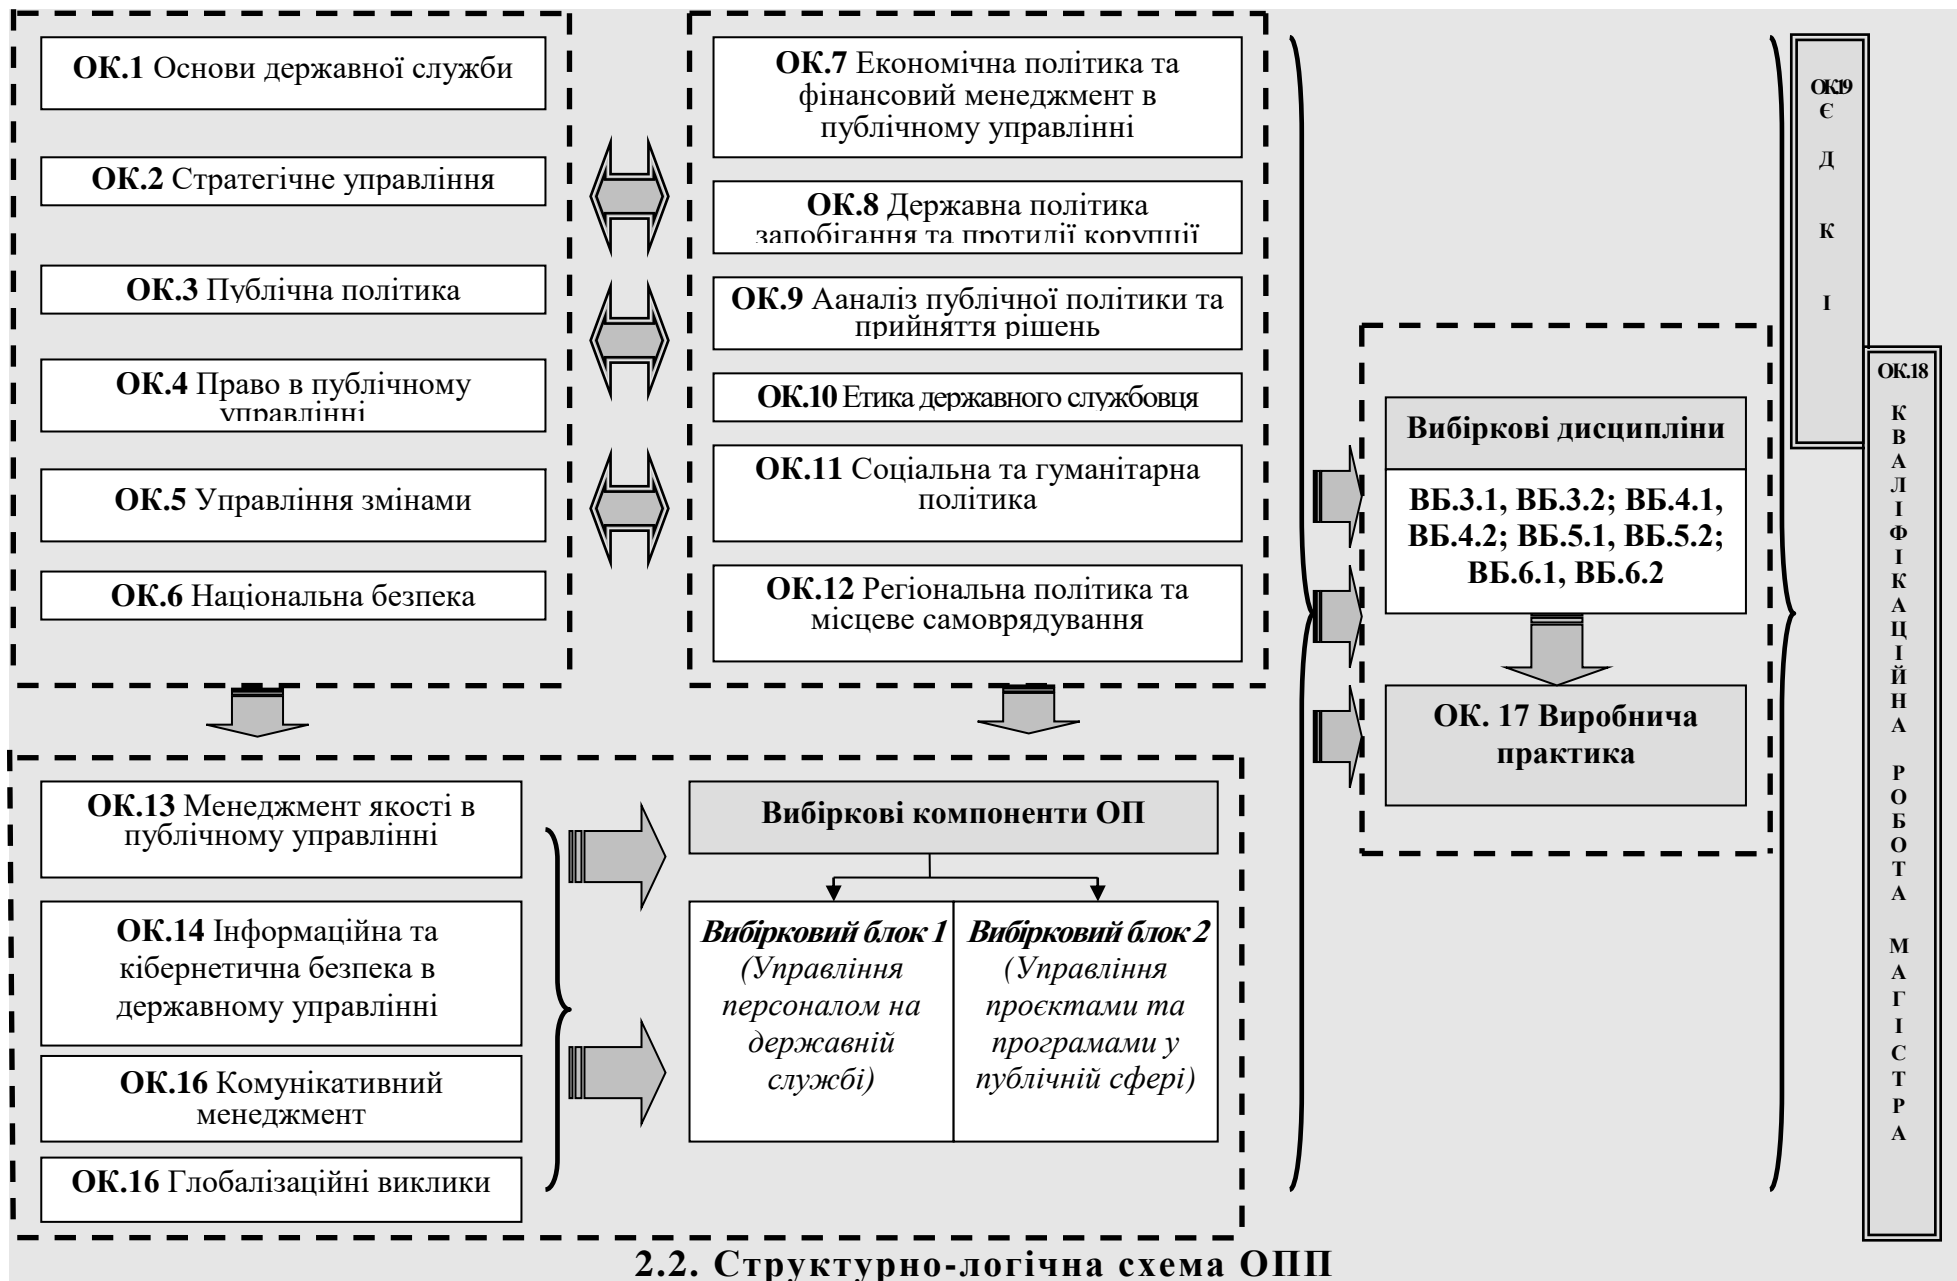 ОК.1 Основи державної служби
ОК.2 Стратегічне управління
ОК.3 Публічна політика
ОК.4 Право в публічному
управлінні
ОК.5 Управління змінами
ОК.6 Національна безпека
ОК.7 Економічна політика та
фінансовий менеджмент в
публічному управлінні
ОК.8 Державна політика
запобігання та протидії корупції
ОК.9 Ааналіз публічної політики та
прийняття рішень
ОК.10 Етика державного службовця
ОК.11 Соціальна та гуманітарна
політика
ОК.12 Регіональна політика та
місцеве самоврядування
ОК.13 Менеджмент якості в
публічному управлінні
ОК.14 Інформаційна та
кібернетична безпека в
державному управлінні
ОК.16 Комунікативний
менеджмент
ОК.16 Глобалізаційні виклики
Вибіркові компоненти ОП
Вибірковий блок 1
(Управління
персоналом на
державній
службі)
Вибірковий блок 2
(Управління
проєктами та
програмами у
публічній сфері)
Вибіркові дисципліни
ВБ.3.1, ВБ.3.2; ВБ.4.1,
ВБ.4.2; ВБ.5.1, ВБ.5.2;
ВБ.6.1, ВБ.6.2
ОК. 17 Виробнича
практика
ОК.19
Є
Д
К
І
ОК.18
К
В
А
Л
І
Ф
І
К
А
Ц
І
Й
Н
А
Р
О
Б
О
Т
А
М
А
Г
І
С
Т
Р
А
2.2. Структурно-логічна схема ОПП